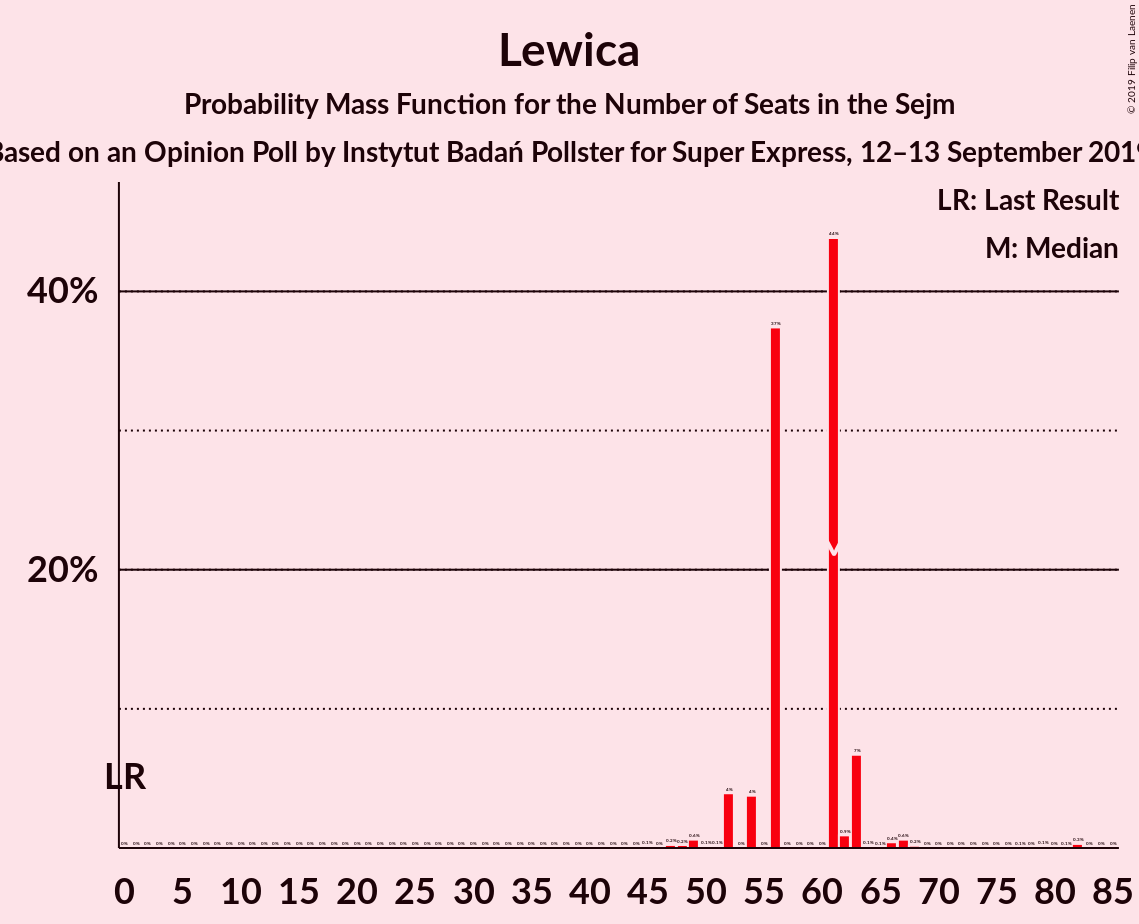 Lewica
Probability Mass Function for the Number of Seats in the Sejm
Based on an Opinion Poll by Instytut Badań Pollster for Super Express, 12–13 September 2019
© 2019 Filip van Laenen
LR: Last Result
M: Median
44%
40%
37%
M
20%
LR
7%
4% 4%
0.9%
0 5 10 15 20 25 30 35 40 45 50 55 60 65 70 75 80 85